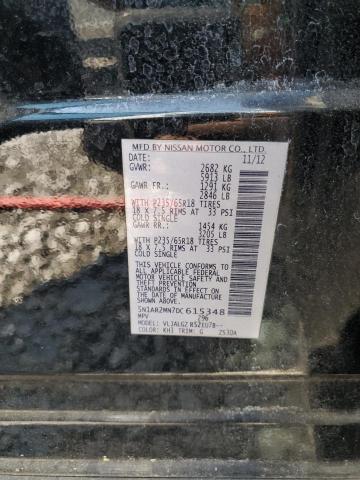 MFD BY NISSAN MOTOR CO., LTD.
DATE: 11/12
GVWR: 2682 KG
5913 LB
GAWR FR: 1291 KG
2846 LB
WITH P235/65R18 TIRES
18 X 7.5 RIMS AT 33 PSI
COLD SINGLE
GAWR RR: 1454 KG
3205 LB
WITH P235/65R18 TIRES
18 X 7.5 RIMS AT 33 PSI
COLD SINGLE
THIS VEHICLE CONFORMS TO ALL
APPLICABLE FEDERAL MOTOR VEHICLE
SAFETY AND THEFT PREVENTION
STANDARDS IN EFFECT ON THE DATE
OF MANUFACTURE SHOWN ABOVE.
5N1AR2MN7DC615348
MPV 296
MODEL:
COLOR: KH3 TRIM: G 2530A